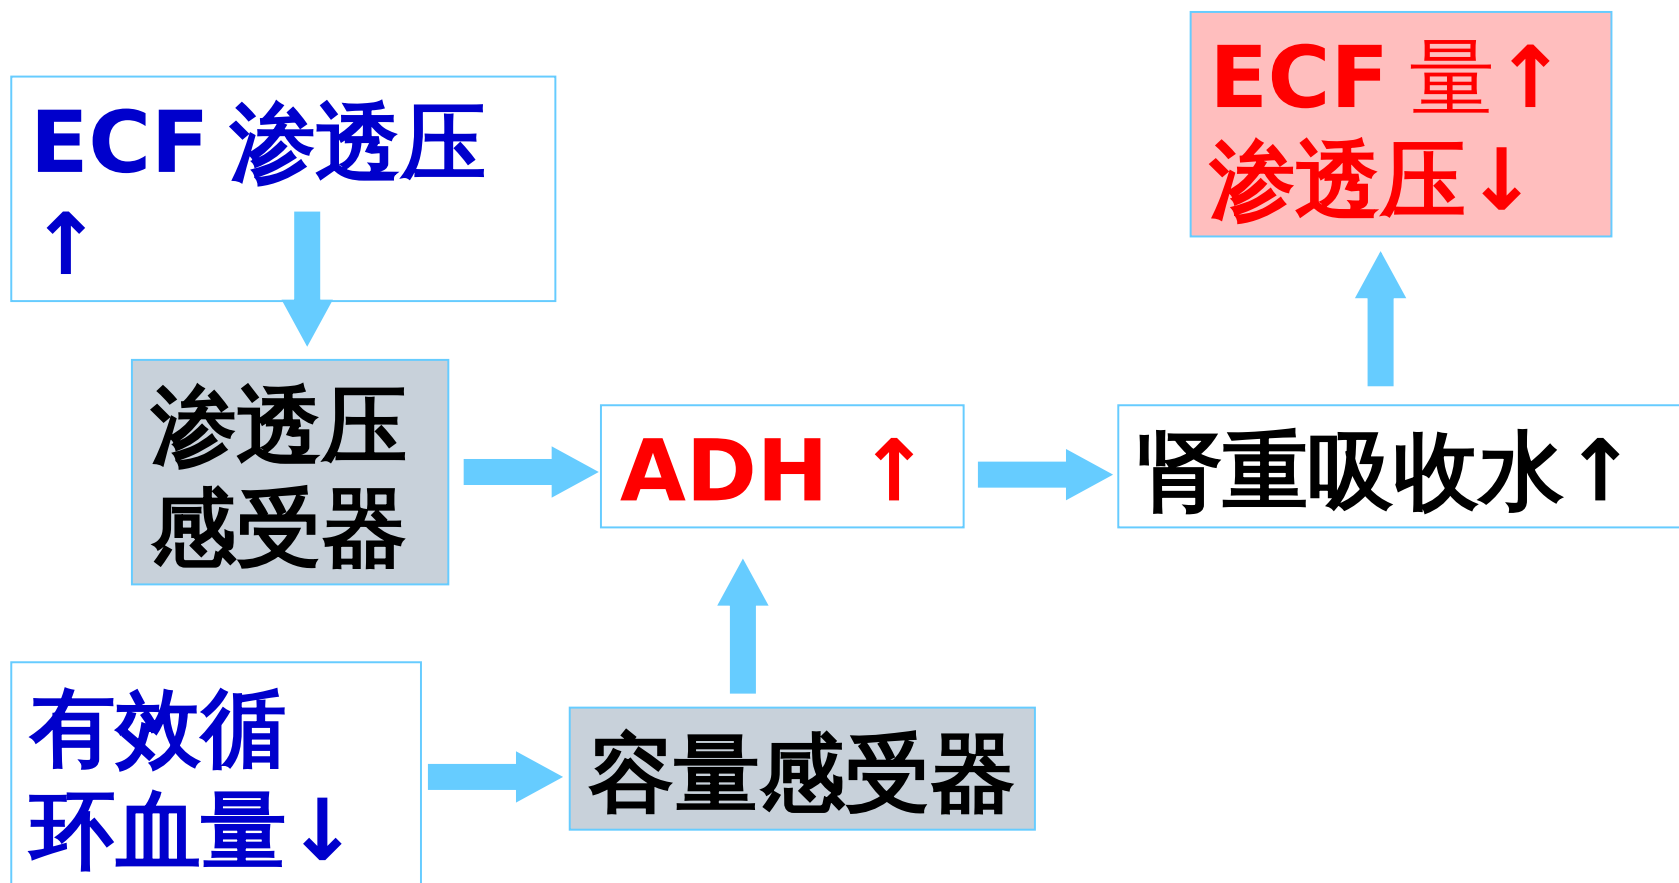 ECF 渗透压
↑
渗透压
感受器
有效循
环血量↓
容量感受器
ADH ↑
肾重吸收水↑
ECF 量↑
渗透压↓